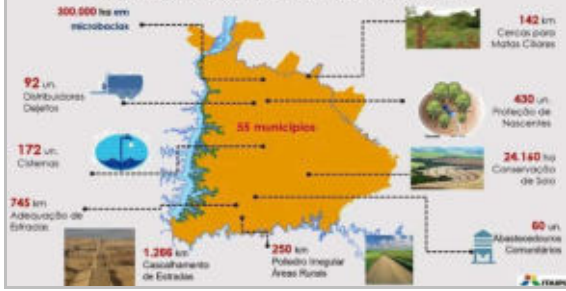 300.000 ha em
microbacias
142 km
Cercas para
Matas Ciliares
92 un.
Distribuidores
Dejetos
55 municípios
430 un.
Proteção de
Nascentes
172 un.
Cisternas
24.160 ha
Conservação
de Solo
745 km
Adequação de
Estradas
60 un.
Abastecedouros
Comunitários
1.266 km
Cascalhamento
de Estradas
250 km
Poliedro Irregular
Áreas Rurais
ITAIPU